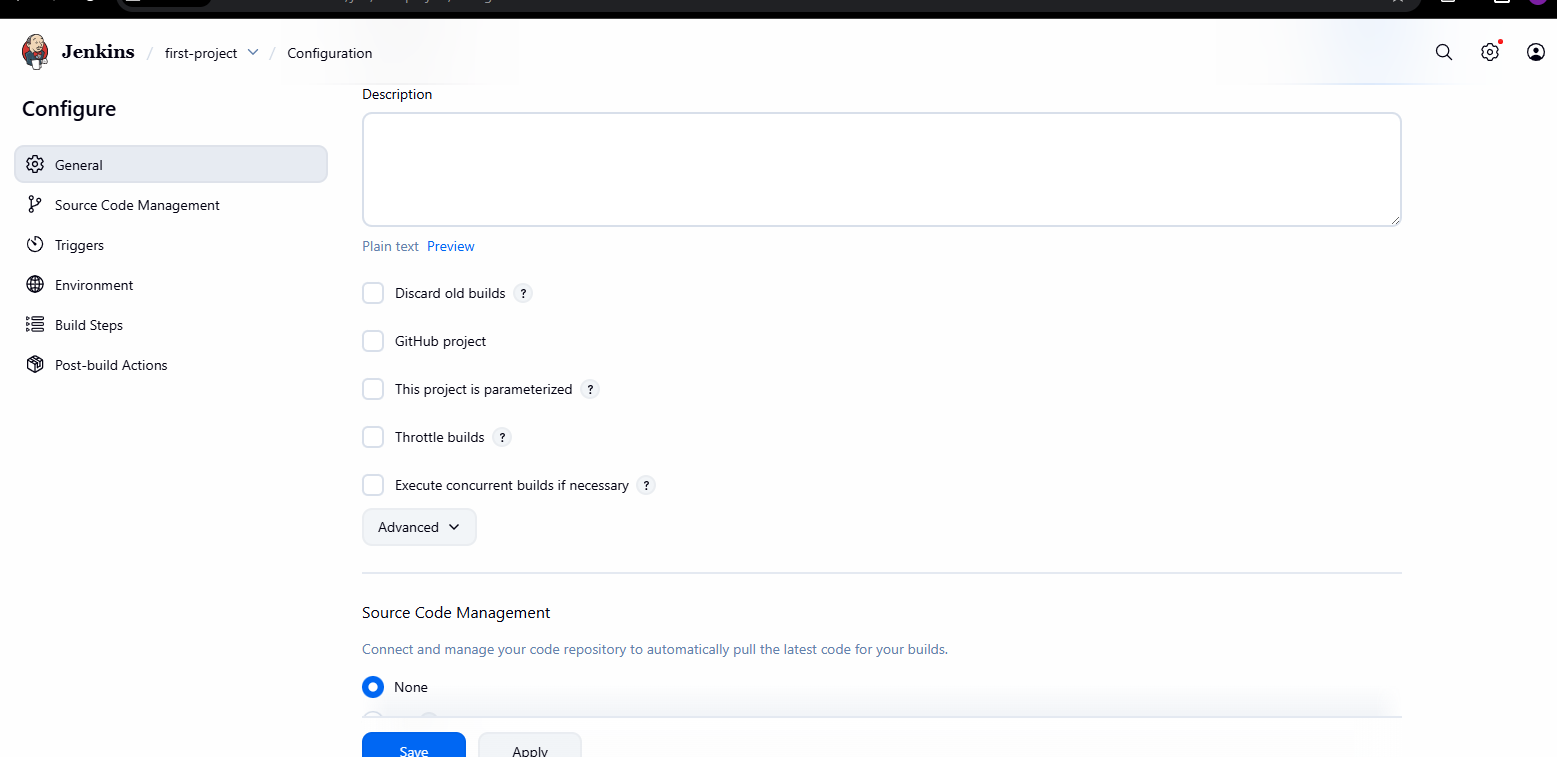 Jenkins / first-project / Configuration
Configure
General
Source Code Management
Triggers
Environment
Build Steps
Post-build Actions
Description
Plain text Preview
Discard old builds ?
GitHub project
This project is parameterized ?
Throttle builds ?
Execute concurrent builds if necessary ?
Advanced
Source Code Management
Connect and manage your code repository to automatically pull the latest code for your builds.
None
Save Apply